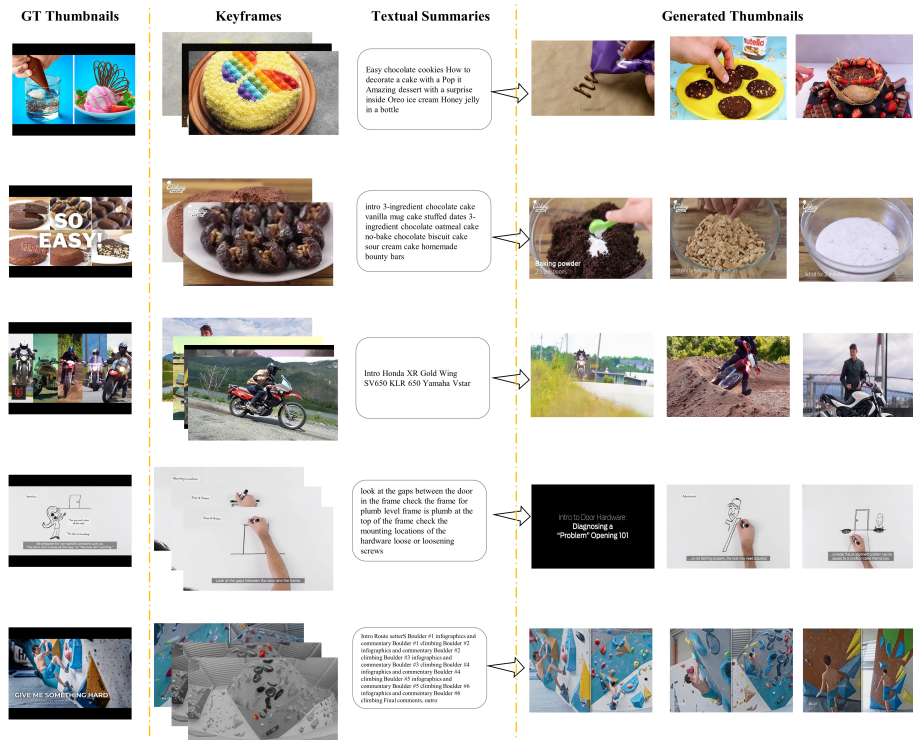 GT Thumbnails
Keyframes
Textual Summaries
Generated Thumbnails
Easy chocolate cookies How to
decorate a cake with a Pop it
Amazing dessert with a surprise
inside Oreo ice cream Honey jelly
in a bottle
nutella
SO
EASY!
intro 3-ingredient chocolate cake
vanilla mug cake stuffed dates 3-
ingredient chocolate oatmeal cake
no-bake chocolate biscuit cake
sour cream cake homemade
bounty bars
Baking powder
Intro Honda XR Gold Wing
SV650 KLR 650 Yamaha Vstar
Look at the gaps between the door and the frame
look at the gaps between the door
in the frame check the frame for
plumb level frame is plumb at the
top of the frame check the
mounting locations of the
hardware loose or loosening
screws
Intro to Door Hardware:
Diagnosing a
"Problem" Opening 101
GIVE ME SOMETHING HARD
Intro Route setterS Boulder #1 infographics and
commentary Boulder #1 climbing Boulder #2
infographics and commentary Boulder #2
climbing Boulder #3 infographics and
commentary Boulder #3 climbing Boulder #4
infographics and commentary Boulder #4
climbing Boulder #5 infographics and
commentary Boulder #5 climbing Boulder #6
infographics and commentary Boulder #6
climbing Final comments, outro